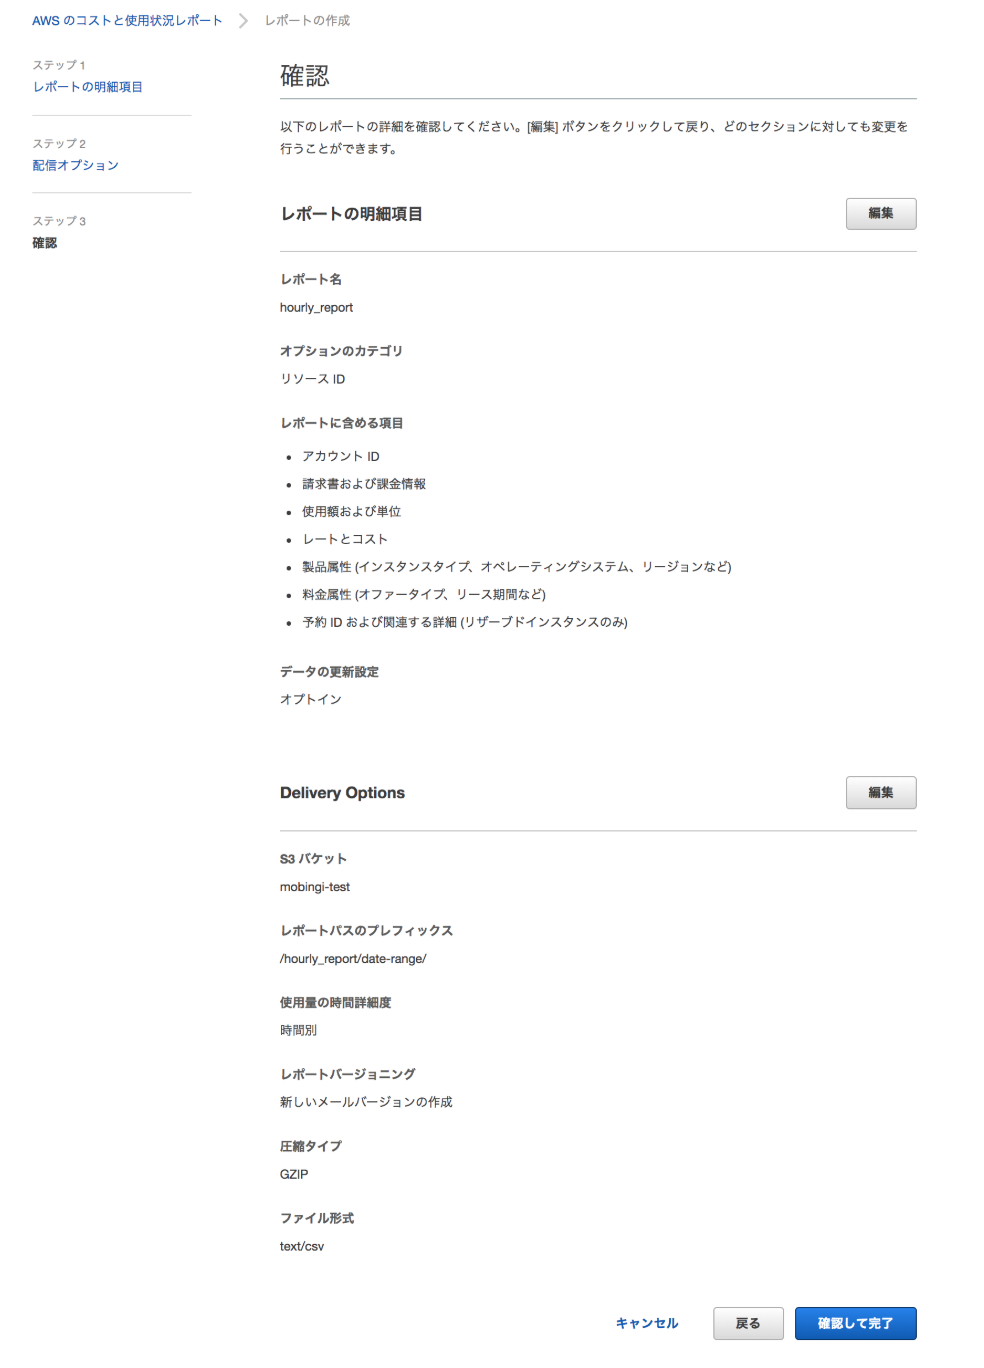 AWS のコストと使用状況レポート レポートの作成
ステップ 1
レポートの明細項目
ステップ 2
配信オプション
ステップ 3
確認
確認
以下のレポートの詳細を確認してください。[編集] ボタンをクリックして戻り、どのセクションに対しても変更を
行うことができます。
レポートの明細項目
編集
レポート名
hourly_report
オプションのカテゴリ
リソース ID
レポートに含める項目
• アカウント ID
• 請求書および課金情報
• 使用額および単位
• レートとコスト
• 製品属性 (インスタンスタイプ、オペレーティングシステム、リージョンなど)
• 料金属性 (オファータイプ、リース期間など)
• 予約 ID および関連する詳細 (リザーブドインスタンスのみ)
データの更新設定
オプトイン
Delivery Options
編集
S3 バケット
mobingi-test
レポートパスのプレフィックス
/hourly_report/date-range/
使用量の時間詳細度
時間別
レポートバージョニング
新しいメールバージョンの作成
圧縮タイプ
GZIP
ファイル形式
text/csv
キャンセル
戻る
確認して完了